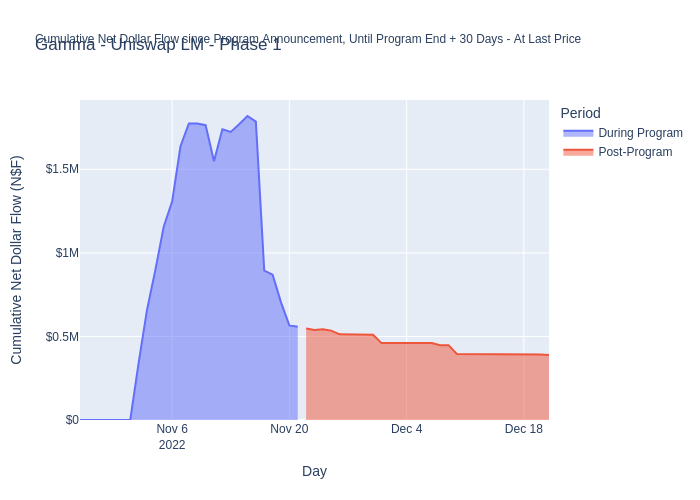 Cumulative Net Dollar Flow since Program Announcement, Until Program End + 30 Days - At Last Price
Gamma - Uniswap LM - Phase 1
Period
During Program
Post-Program
Cumulative Net Dollar Flow (N$F)
$1.5M
$1M
$0.5M
$0
Nov 6
2022
Nov 20
Dec 4
Dec 18
Day